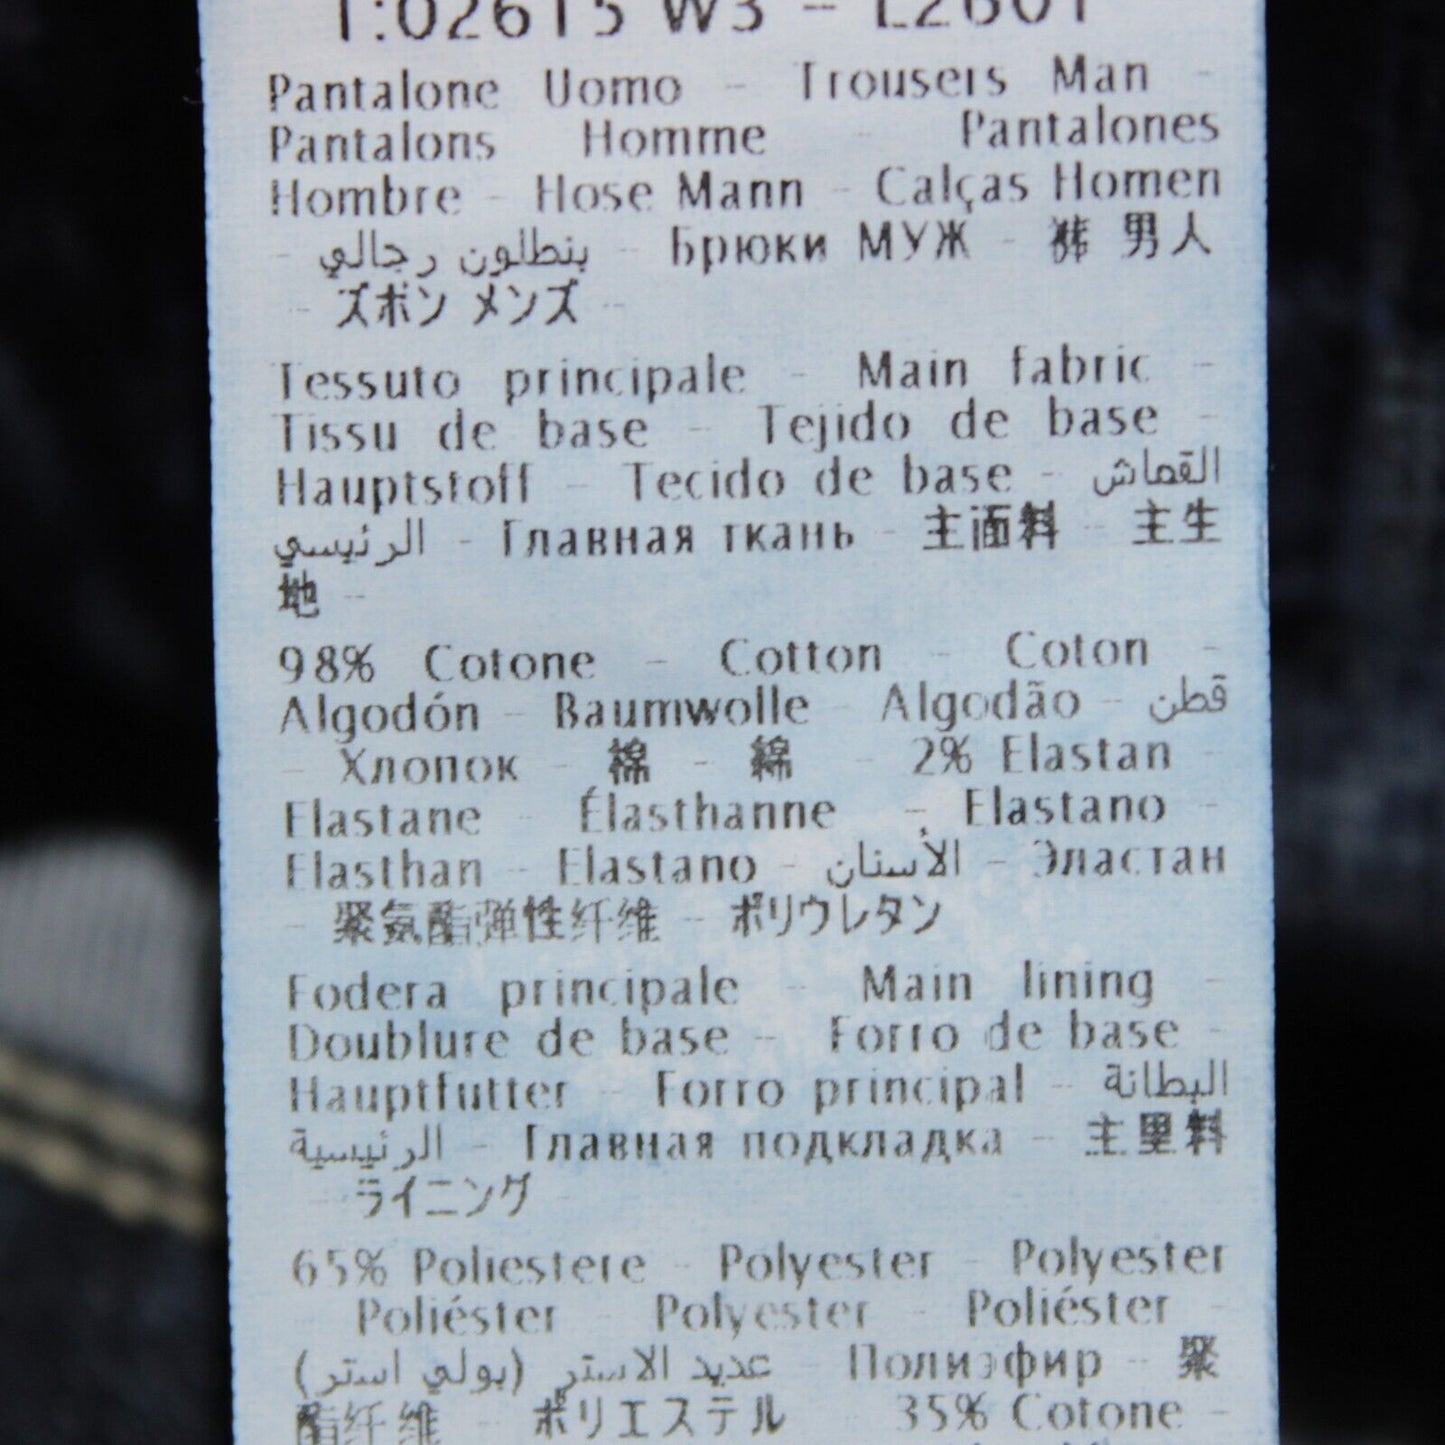 T:02615 W3 - L2601
Pantalone Uomo - Trousers Man -
Pantalons Homme - Pantalones
Hombre - Hose Mann - Calças Homen
- بنطلون رجالي - Брюки МУЖ - 裤 男人
- ズボン メンズ -
Tessuto principale - Main fabric -
Tissu de base - Tejido de base -
Hauptstoff - Tecido de base - القماش
الرئيسي - Главная ткань - 主面料 - 主生
地 -
98% Cotone - Cotton - Coton -
Algodón - Baumwolle - Algodão - قطن
- Хлопок - 棉 - 綿 - 2% Elastan -
Elastane - Élasthanne - Elastano -
Elasthan - Elastano - الأسنان - Эластан
- 聚氨酯弹性纤维 - ポリウレタン
Fodera principale - Main lining -
Doublure de base - Forro de base -
Hauptfutter - Forro principal - البطانة
الرئيسية - Главная подкладка - 主里料
- ライニング
65% Poliestere - Polyester - Polyester
- Poliéster - Polyester - Poliéster -
عديد الاستر (بولي استر) - Полиэфир - 聚
酯纤维 - ポリエステル - 35% Cotone -